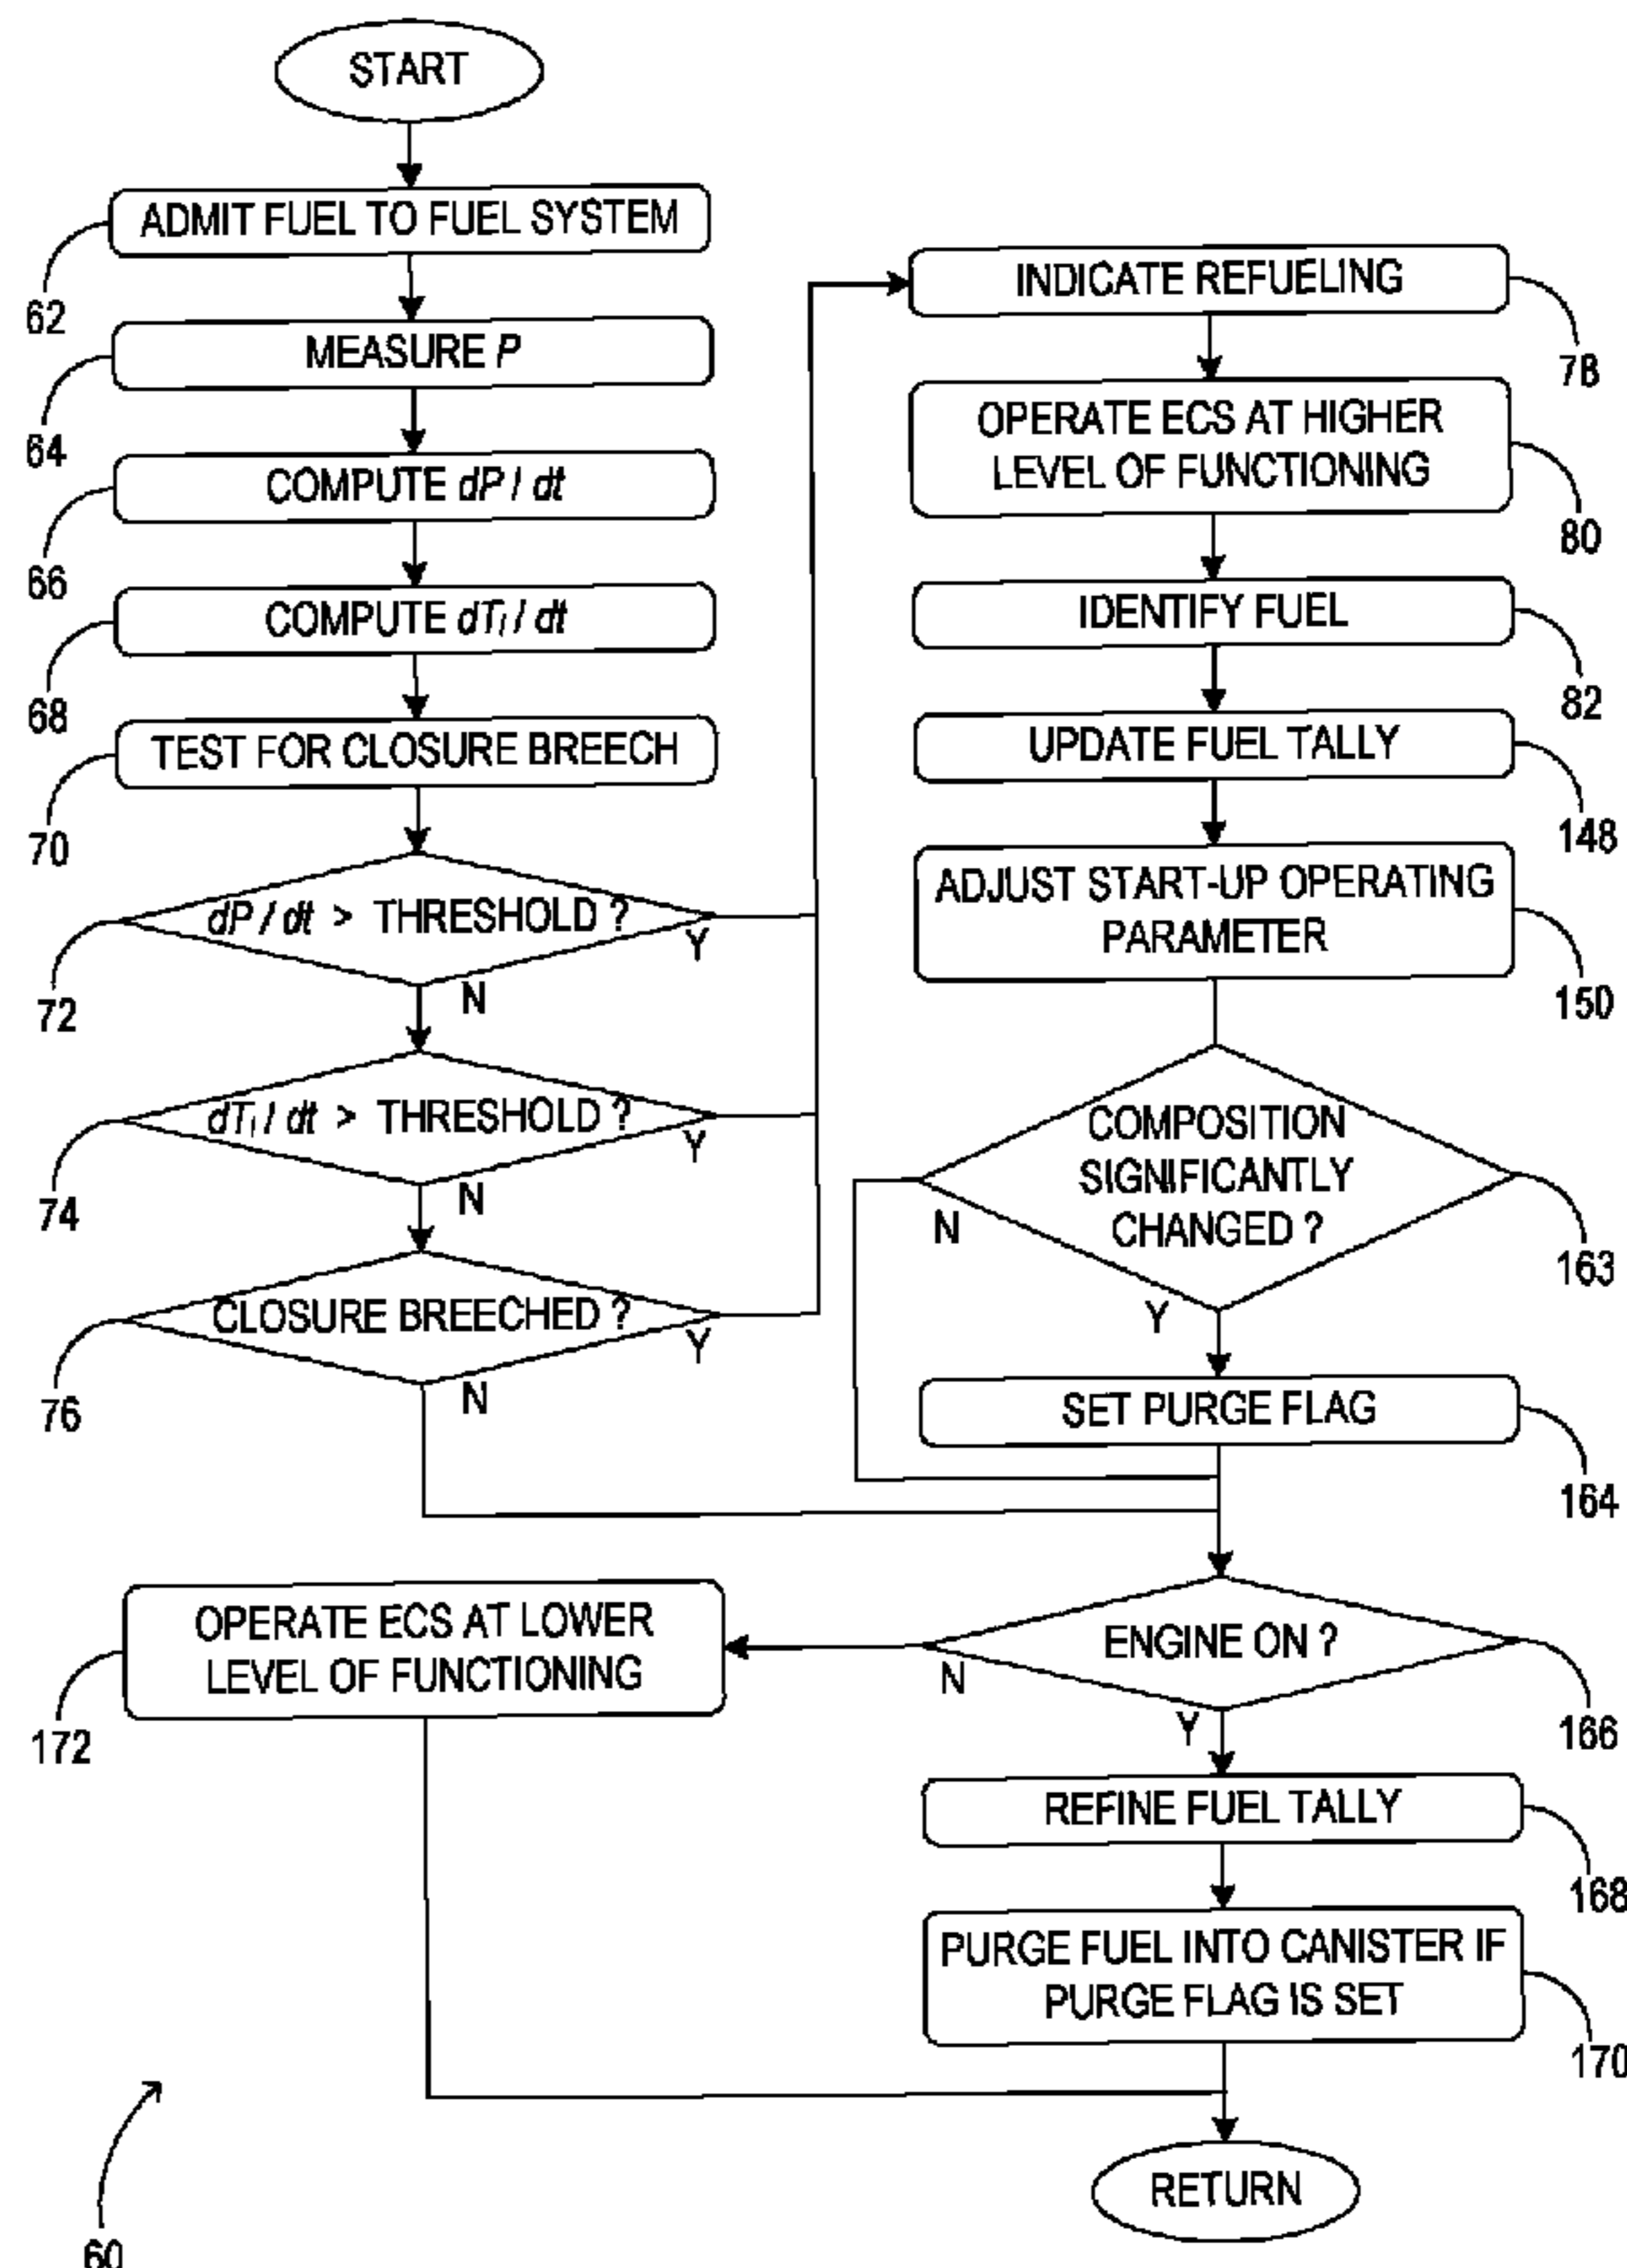 START
ADMIT FUEL TO FUEL SYSTEM
62
MEASURE P
64
COMPUTE dP / dt
66
COMPUTE dTi / dt
68
TEST FOR CLOSURE BREECH
70
dP / dt > THRESHOLD ?
Y
N
72
dTi / dt > THRESHOLD ?
Y
N
74
CLOSURE BREECHED ?
Y
N
76
INDICATE REFUELING
78
OPERATE ECS AT HIGHER
LEVEL OF FUNCTIONING
80
IDENTIFY FUEL
82
UPDATE FUEL TALLY
148
ADJUST START-UP OPERATING
PARAMETER
150
COMPOSITION
SIGNIFICANTLY
CHANGED ?
N
Y
163
SET PURGE FLAG
164
ENGINE ON ?
N
Y
166
OPERATE ECS AT LOWER
LEVEL OF FUNCTIONING
172
REFINE FUEL TALLY
168
PURGE FUEL INTO CANISTER IF
PURGE FLAG IS SET
170
RETURN
60